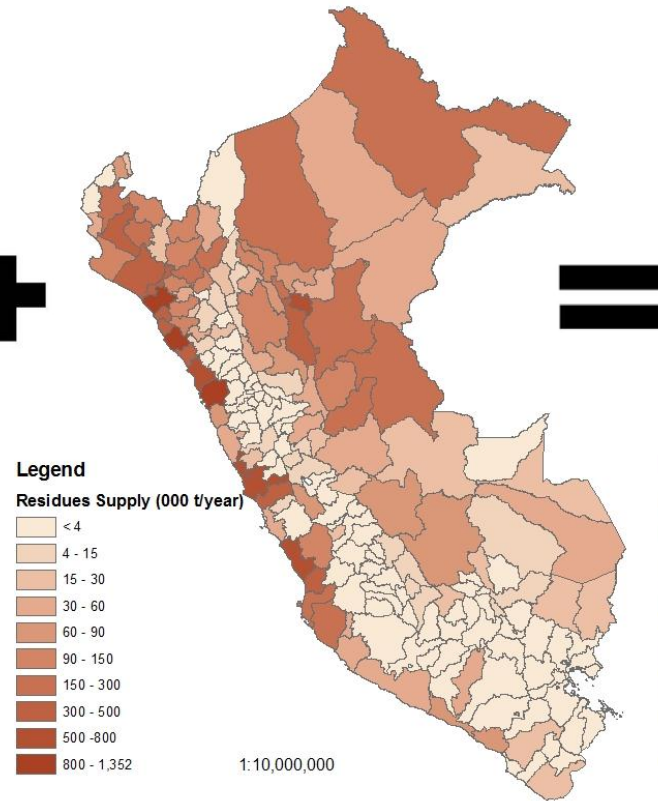 Legend
Residues Supply (000 t/year)
< 4
4 - 15
15 - 30
30 - 60
60 - 90
90 - 150
150 - 300
300 - 500
500 -800
800 - 1,352
1:10,000,000